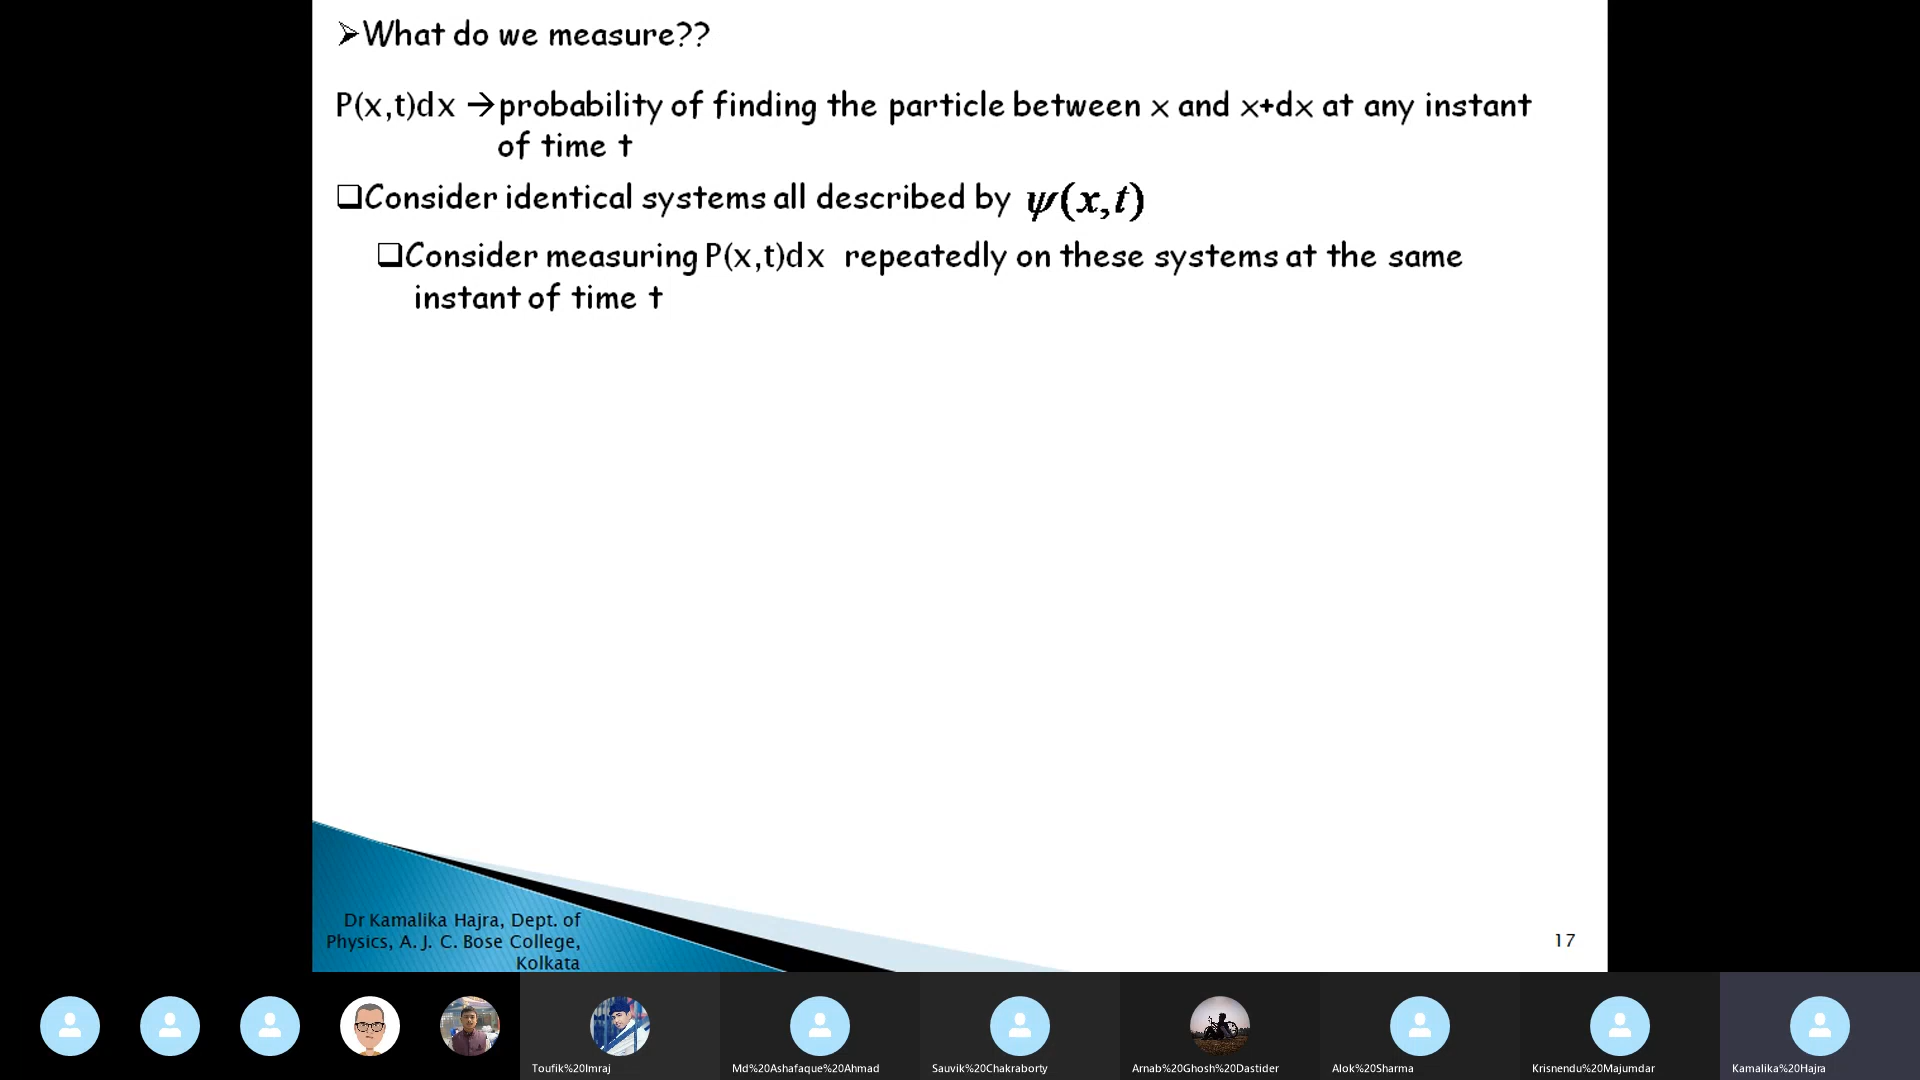 ➢What do we measure??
P(x,t)dx →probability of finding the particle between x and x+dx at any instant
of time t
❑Consider identical systems all described by ψ(x,t)
❑Consider measuring P(x,t)dx repeatedly on these systems at the same
instant of time t
Dr Kamalika Hajra, Dept. of
Physics, A. J. C. Bose College,
Kolkata
17
Toufik%20Imraj
Md%20Ashafaque%20Ahmad
Sauvik%20Chakraborty
Arnab%20Ghosh%20Dastider
Alok%20Sharma
Krisnendu%20Majumdar
Kamalika%20Hajra